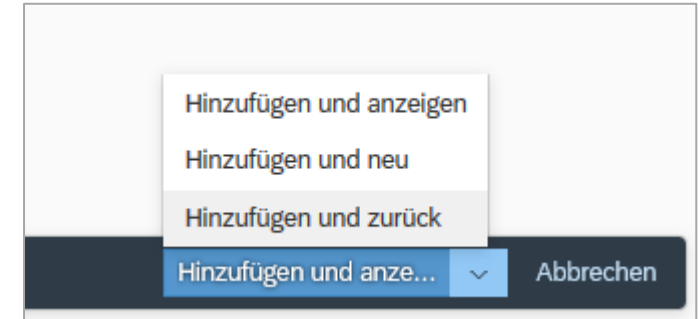 Hinzufügen und anzeigen
Hinzufügen und neu
Hinzufügen und zurück
Hinzufügen und anze... Abbrechen